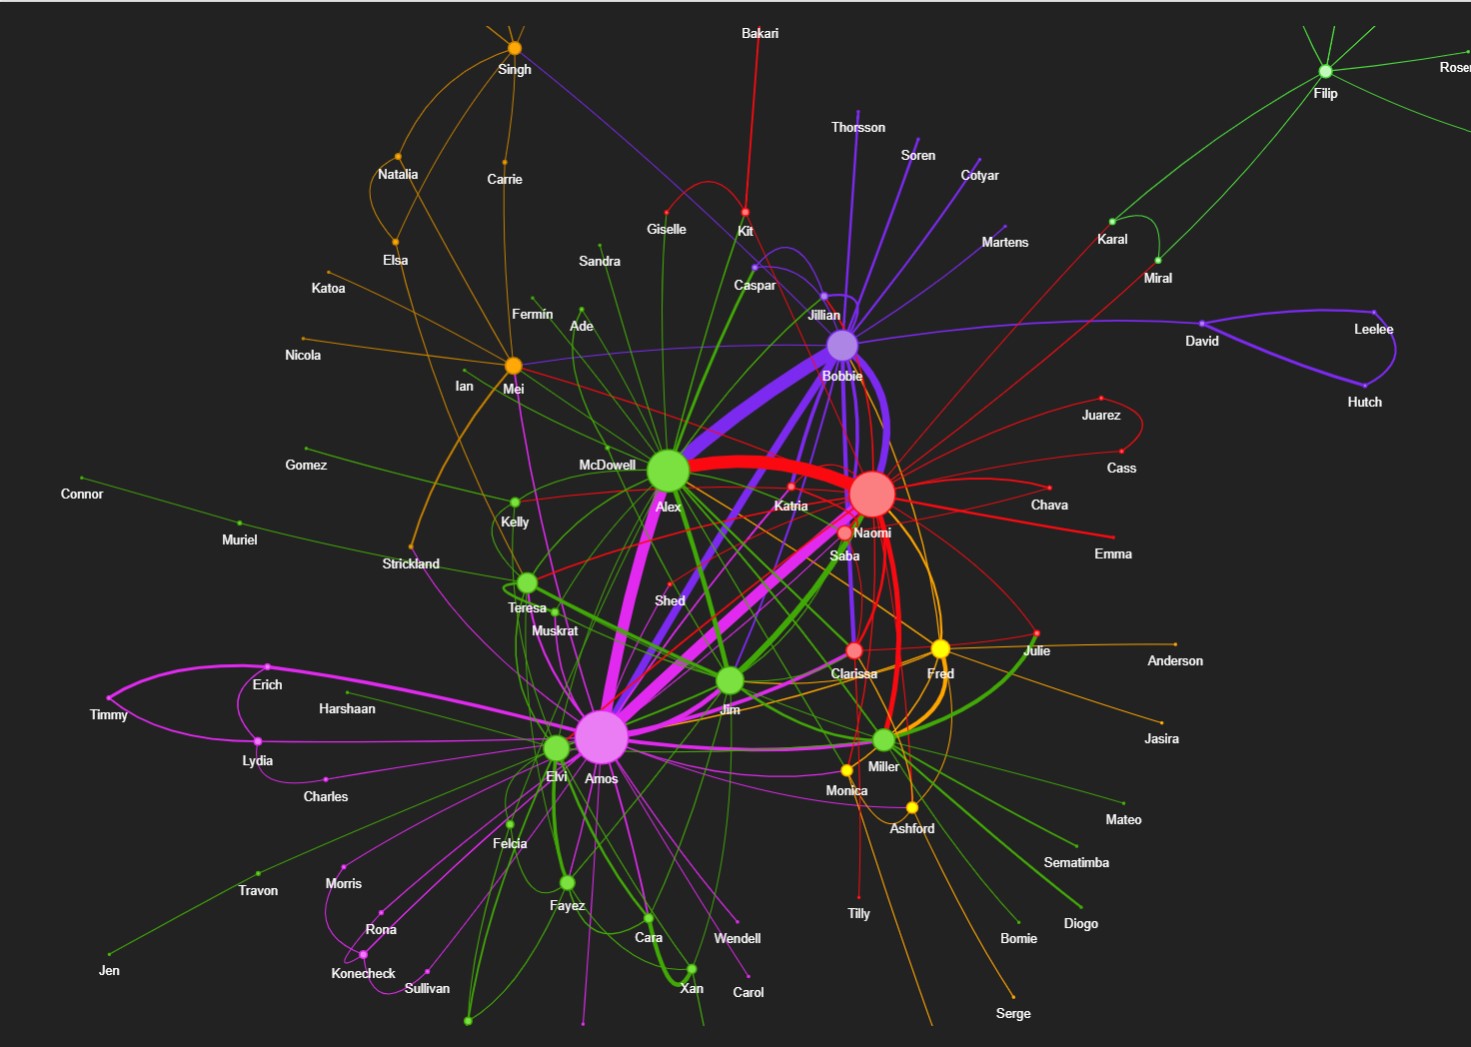 Bakari
Singh
Rosen
Filip
Thorsson
Soren
Cotyar
Natalia
Carrie
Giselle
Kit
Martens
Karal
Elsa
Sandra
Katoa
Caspar
Miral
Fermin
Ade
Jillian
Leelee
David
Nicola
Ian
Mei
Bobbie
Hutch
Juarez
Gomez
McDowell
Cass
Connor
Alex
Katria
Chava
Kelly
Naomi
Muriel
Saba
Emma
Strickland
Teresa
Shed
Muskrat
Julie
Anderson
Clarissa
Fred
Erich
Timmy
Harshaan
Jim
Jasira
Lydia
Elvi
Amos
Miller
Charles
Monica
Ashford
Mateo
Felcia
Sematimba
Travon
Morris
Fayez
Tilly
Rona
Cara
Wendell
Bomie
Diogo
Jen
Konecheck
Sullivan
Xan
Carol
Serge